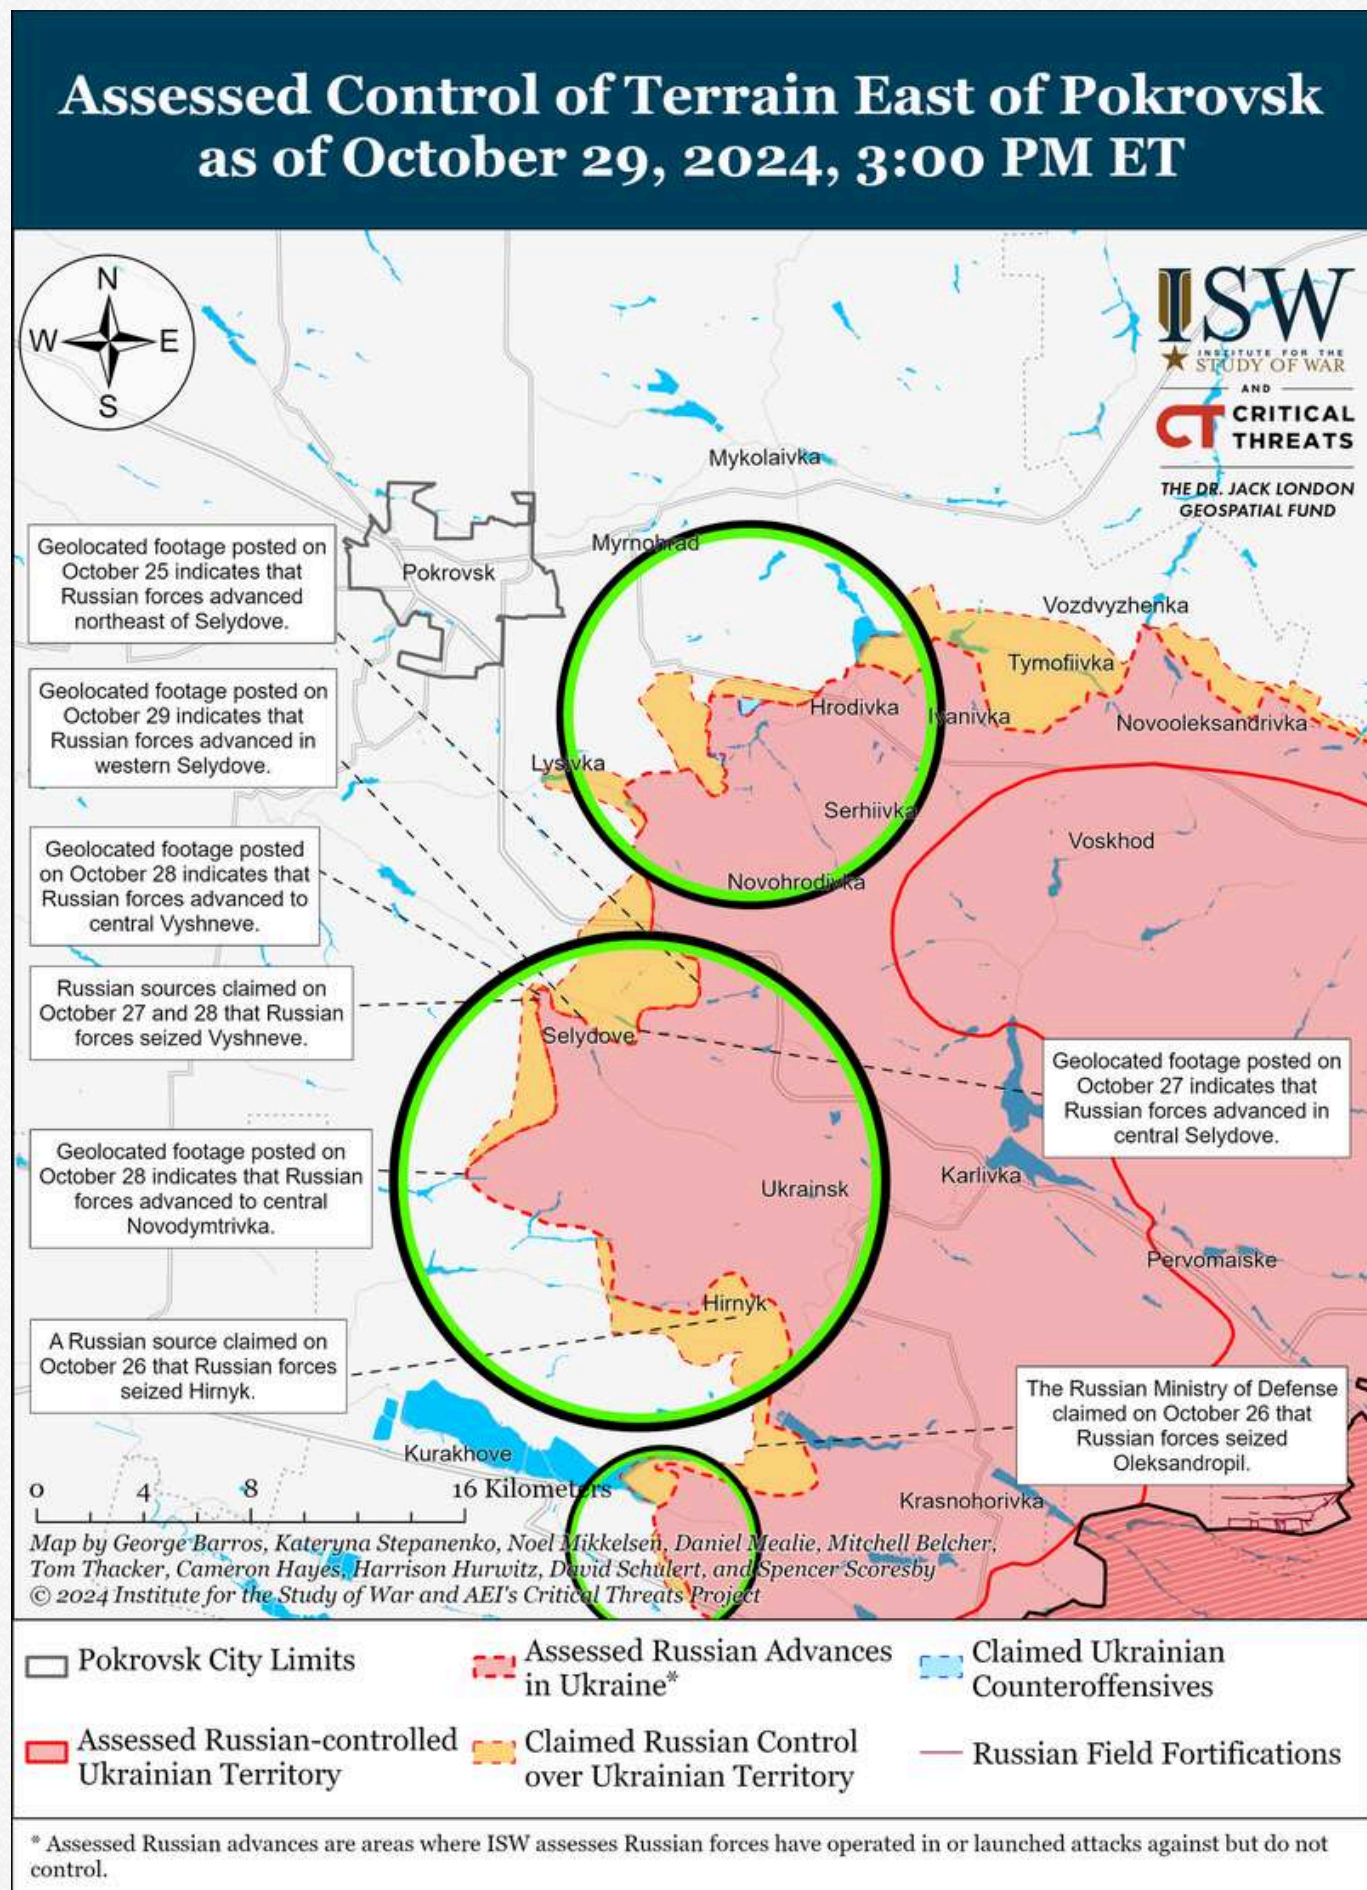 Assessed Control of Terrain East of Pokrovsk
as of October 29, 2024, 3:00 PM ET
N
W
E
S
ISW
INSTITUTE FOR THE
STUDY OF WAR
AND
CT CRITICAL
THREATS
THE DR. JACK LONDON
GEOSPATIAL FUND
Mykolaivka
Myrnohrad
Pokrovsk
Geolocated footage posted on
October 25 indicates that
Russian forces advanced
northeast of Selydove.
Vozdvyzhenka
Tymofiivka
Hrodivka
Ivanivka
Novooleksandrivka
Geolocated footage posted on
October 29 indicates that
Russian forces advanced in
western Selydove.
Lysivka
Serhiivka
Voskhod
Novohrodivka
Geolocated footage posted
on October 28 indicates that
Russian forces advanced to
central Vyshneve.
Russian sources claimed on
October 27 and 28 that Russian
forces seized Vyshneve.
Selydove
Geolocated footage posted on
October 27 indicates that
Russian forces advanced in
central Selydove.
Geolocated footage posted on
October 28 indicates that Russian
forces advanced to central
Novodymtrivka.
Ukrainsk
Karlivka
Pervomaiske
Hirnyk
A Russian source claimed on
October 26 that Russian forces
seized Hirnyk.
The Russian Ministry of Defense
claimed on October 26 that
Russian forces seized
Oleksandropil.
Kurakhove
Krasnohorivka
0 4 8 16 Kilometers
Map by George Barros, Kateryna Stepanenko, Noel Mikkelsen, Daniel Mealie, Mitchell Belcher,
Tom Thacker, Cameron Hayes, Harrison Hurwitz, David Schulert, and Spencer Scoresby
© 2024 Institute for the Study of War and AEI's Critical Threats Project
Pokrovsk City Limits
Assessed Russian Advances
in Ukraine*
Claimed Ukrainian
Counteroffensives
Assessed Russian-controlled
Ukrainian Territory
Claimed Russian Control
over Ukrainian Territory
Russian Field Fortifications
* Assessed Russian advances are areas where ISW assesses Russian forces have operated in or launched attacks against but do not
control.